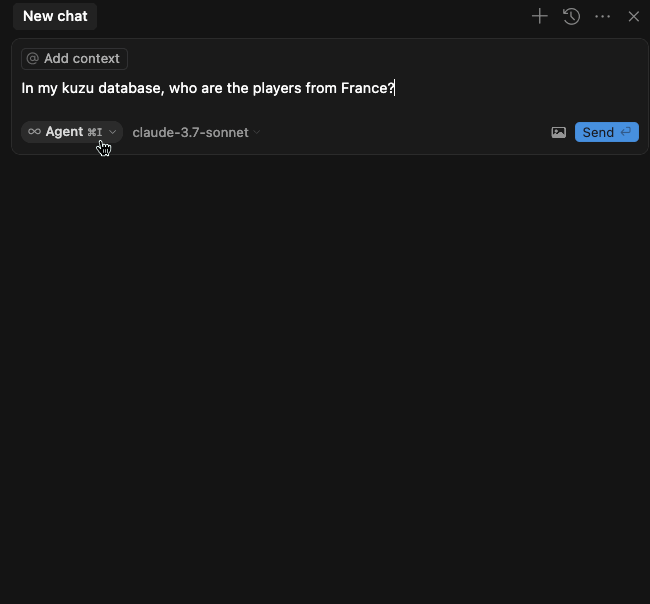 New chat
@ Add context
In my kuzu database, who are the players from France?
∞ Agent ⌘I claude-3.7-sonnet Send ⏎